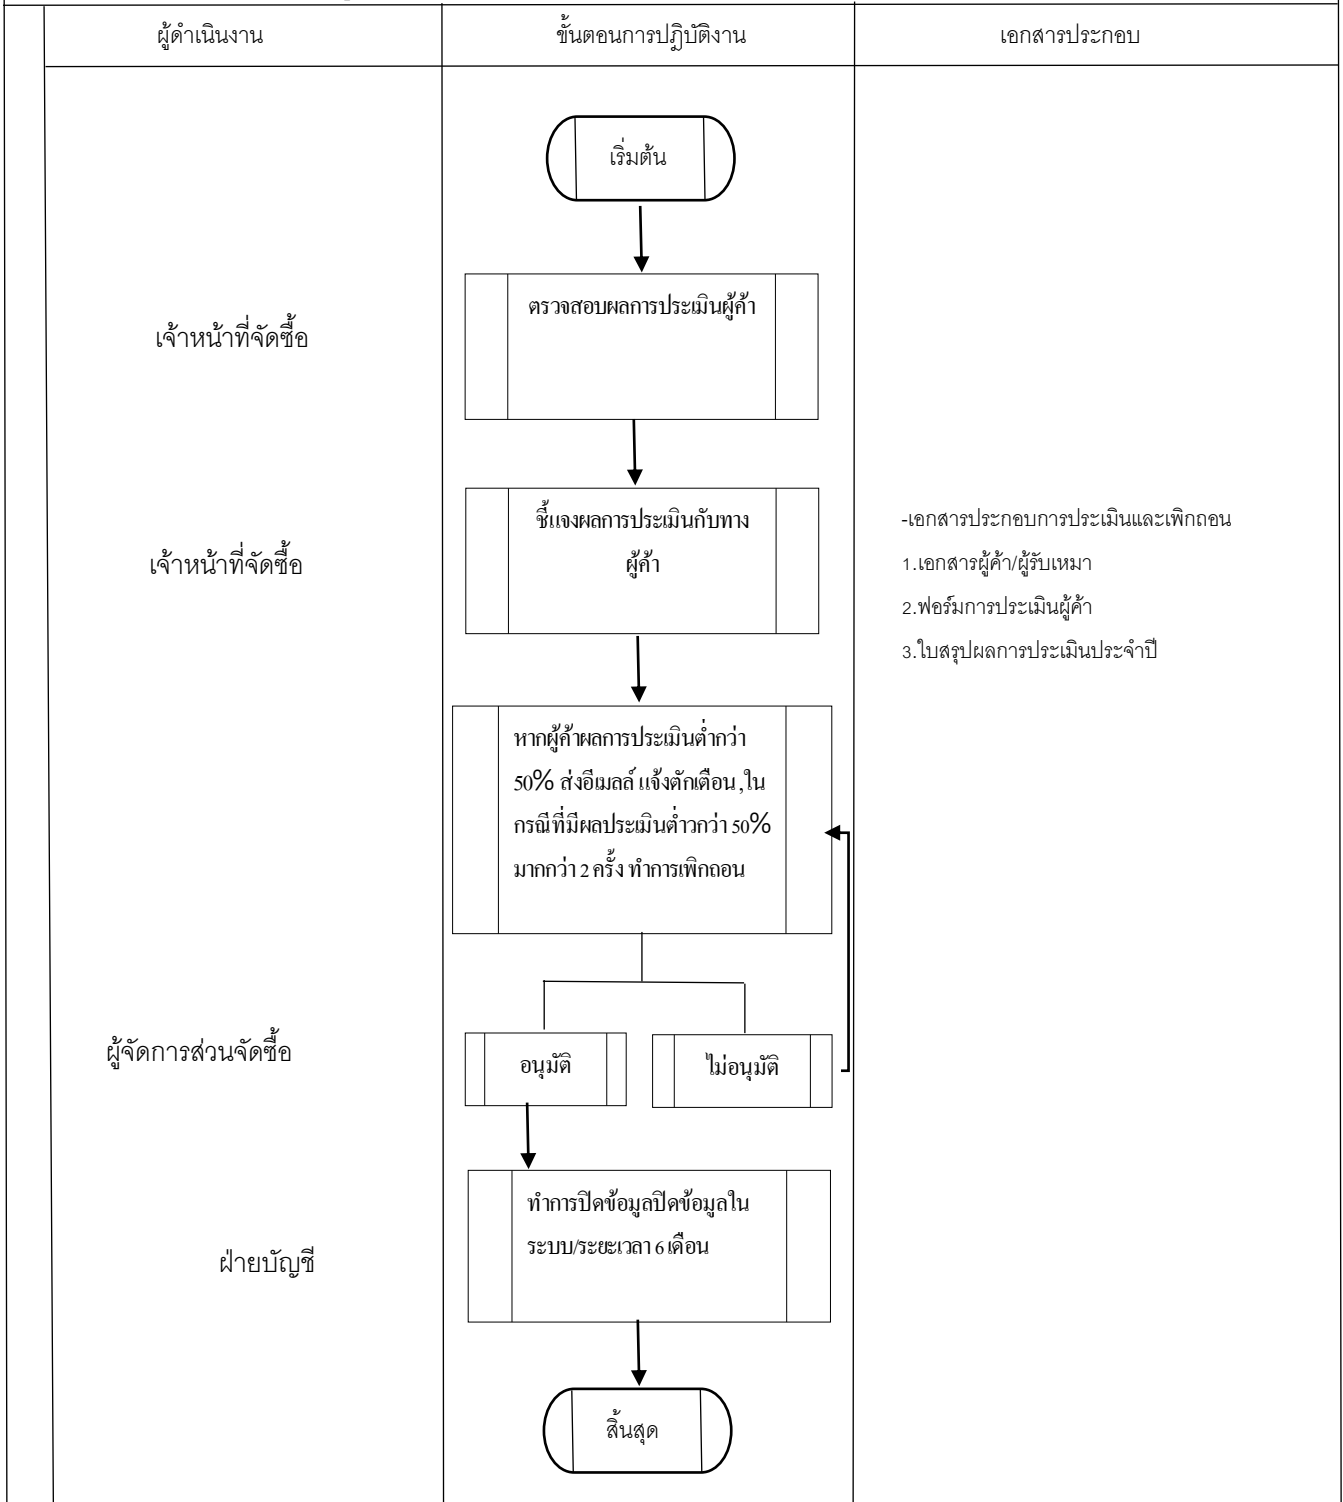 ผู้ดำเนินงาน
ขั้นตอนการปฏิบัติงาน
เอกสารประกอบ
เริ่มต้น
เจ้าหน้าที่จัดซื้อ
ตรวจสอบผลการประเมินผู้ค้า
เจ้าหน้าที่จัดซื้อ
ชี้แจงผลการประเมินกับทาง
ผู้ค้า
-เอกสารประกอบการประเมินและเพิกถอน
1.เอกสารผู้ค้า/ผู้รับเหมา
2.ฟอร์มการประเมินผู้ค้า
3.ใบสรุปผลการประเมินประจำปี
หากผู้ค้าผลการประเมินต่ำกว่า
50% ส่งอีเมลล์ แจ้งตักเตือน ,ใน
กรณีที่มีผลประเมินต่ำวกว่า 50%
มากกว่า 2 ครั้ง ทำการเพิกถอน
ผู้จัดการส่วนจัดซื้อ
อนุมัติ
ไม่อนุมัติ
ฝ่ายบัญชี
ทำการปิดข้อมูลปิดข้อมูลใน
ระบบ/ระยะเวลา 6 เดือน
สิ้นสุด